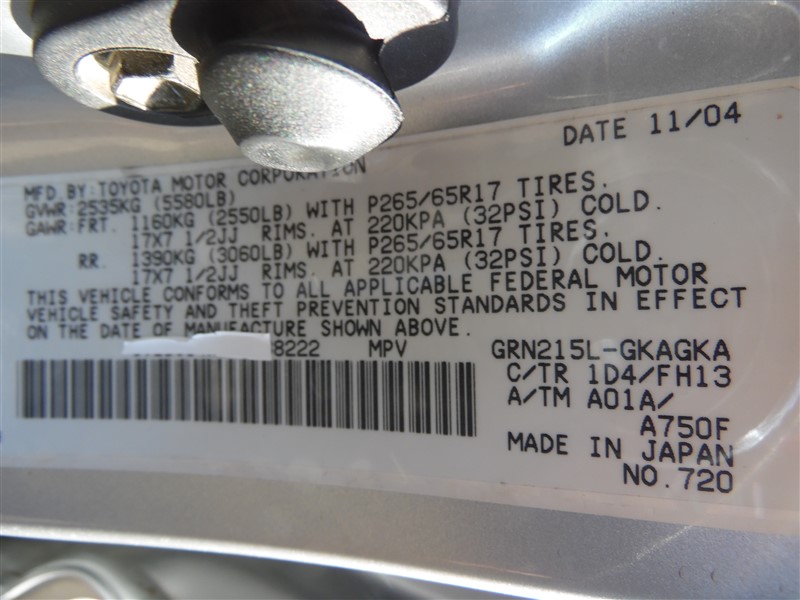 DATE 11/04
MFD.BY:TOYOTA MOTOR CORPORATION
GVWR:2535KG (5580LB)
GAWR:FRT. 1160KG (2550LB) WITH P265/65R17 TIRES.
17X7 1/2JJ RIMS. AT 220KPA (32PSI) COLD.
RR. 1390KG (3060LB) WITH P265/65R17 TIRES.
17X7 1/2JJ RIMS. AT 220KPA (32PSI) COLD.
THIS VEHICLE CONFORMS TO ALL APPLICABLE FEDERAL MOTOR
VEHICLE SAFETY AND THEFT PREVENTION STANDARDS IN EFFECT
ON THE DATE OF MANUFACTURE SHOWN ABOVE.
8222 MPV GRN215L-GKAGKA
C/TR 1D4/FH13
A/TM A01A/
A750F
MADE IN JAPAN
NO.720